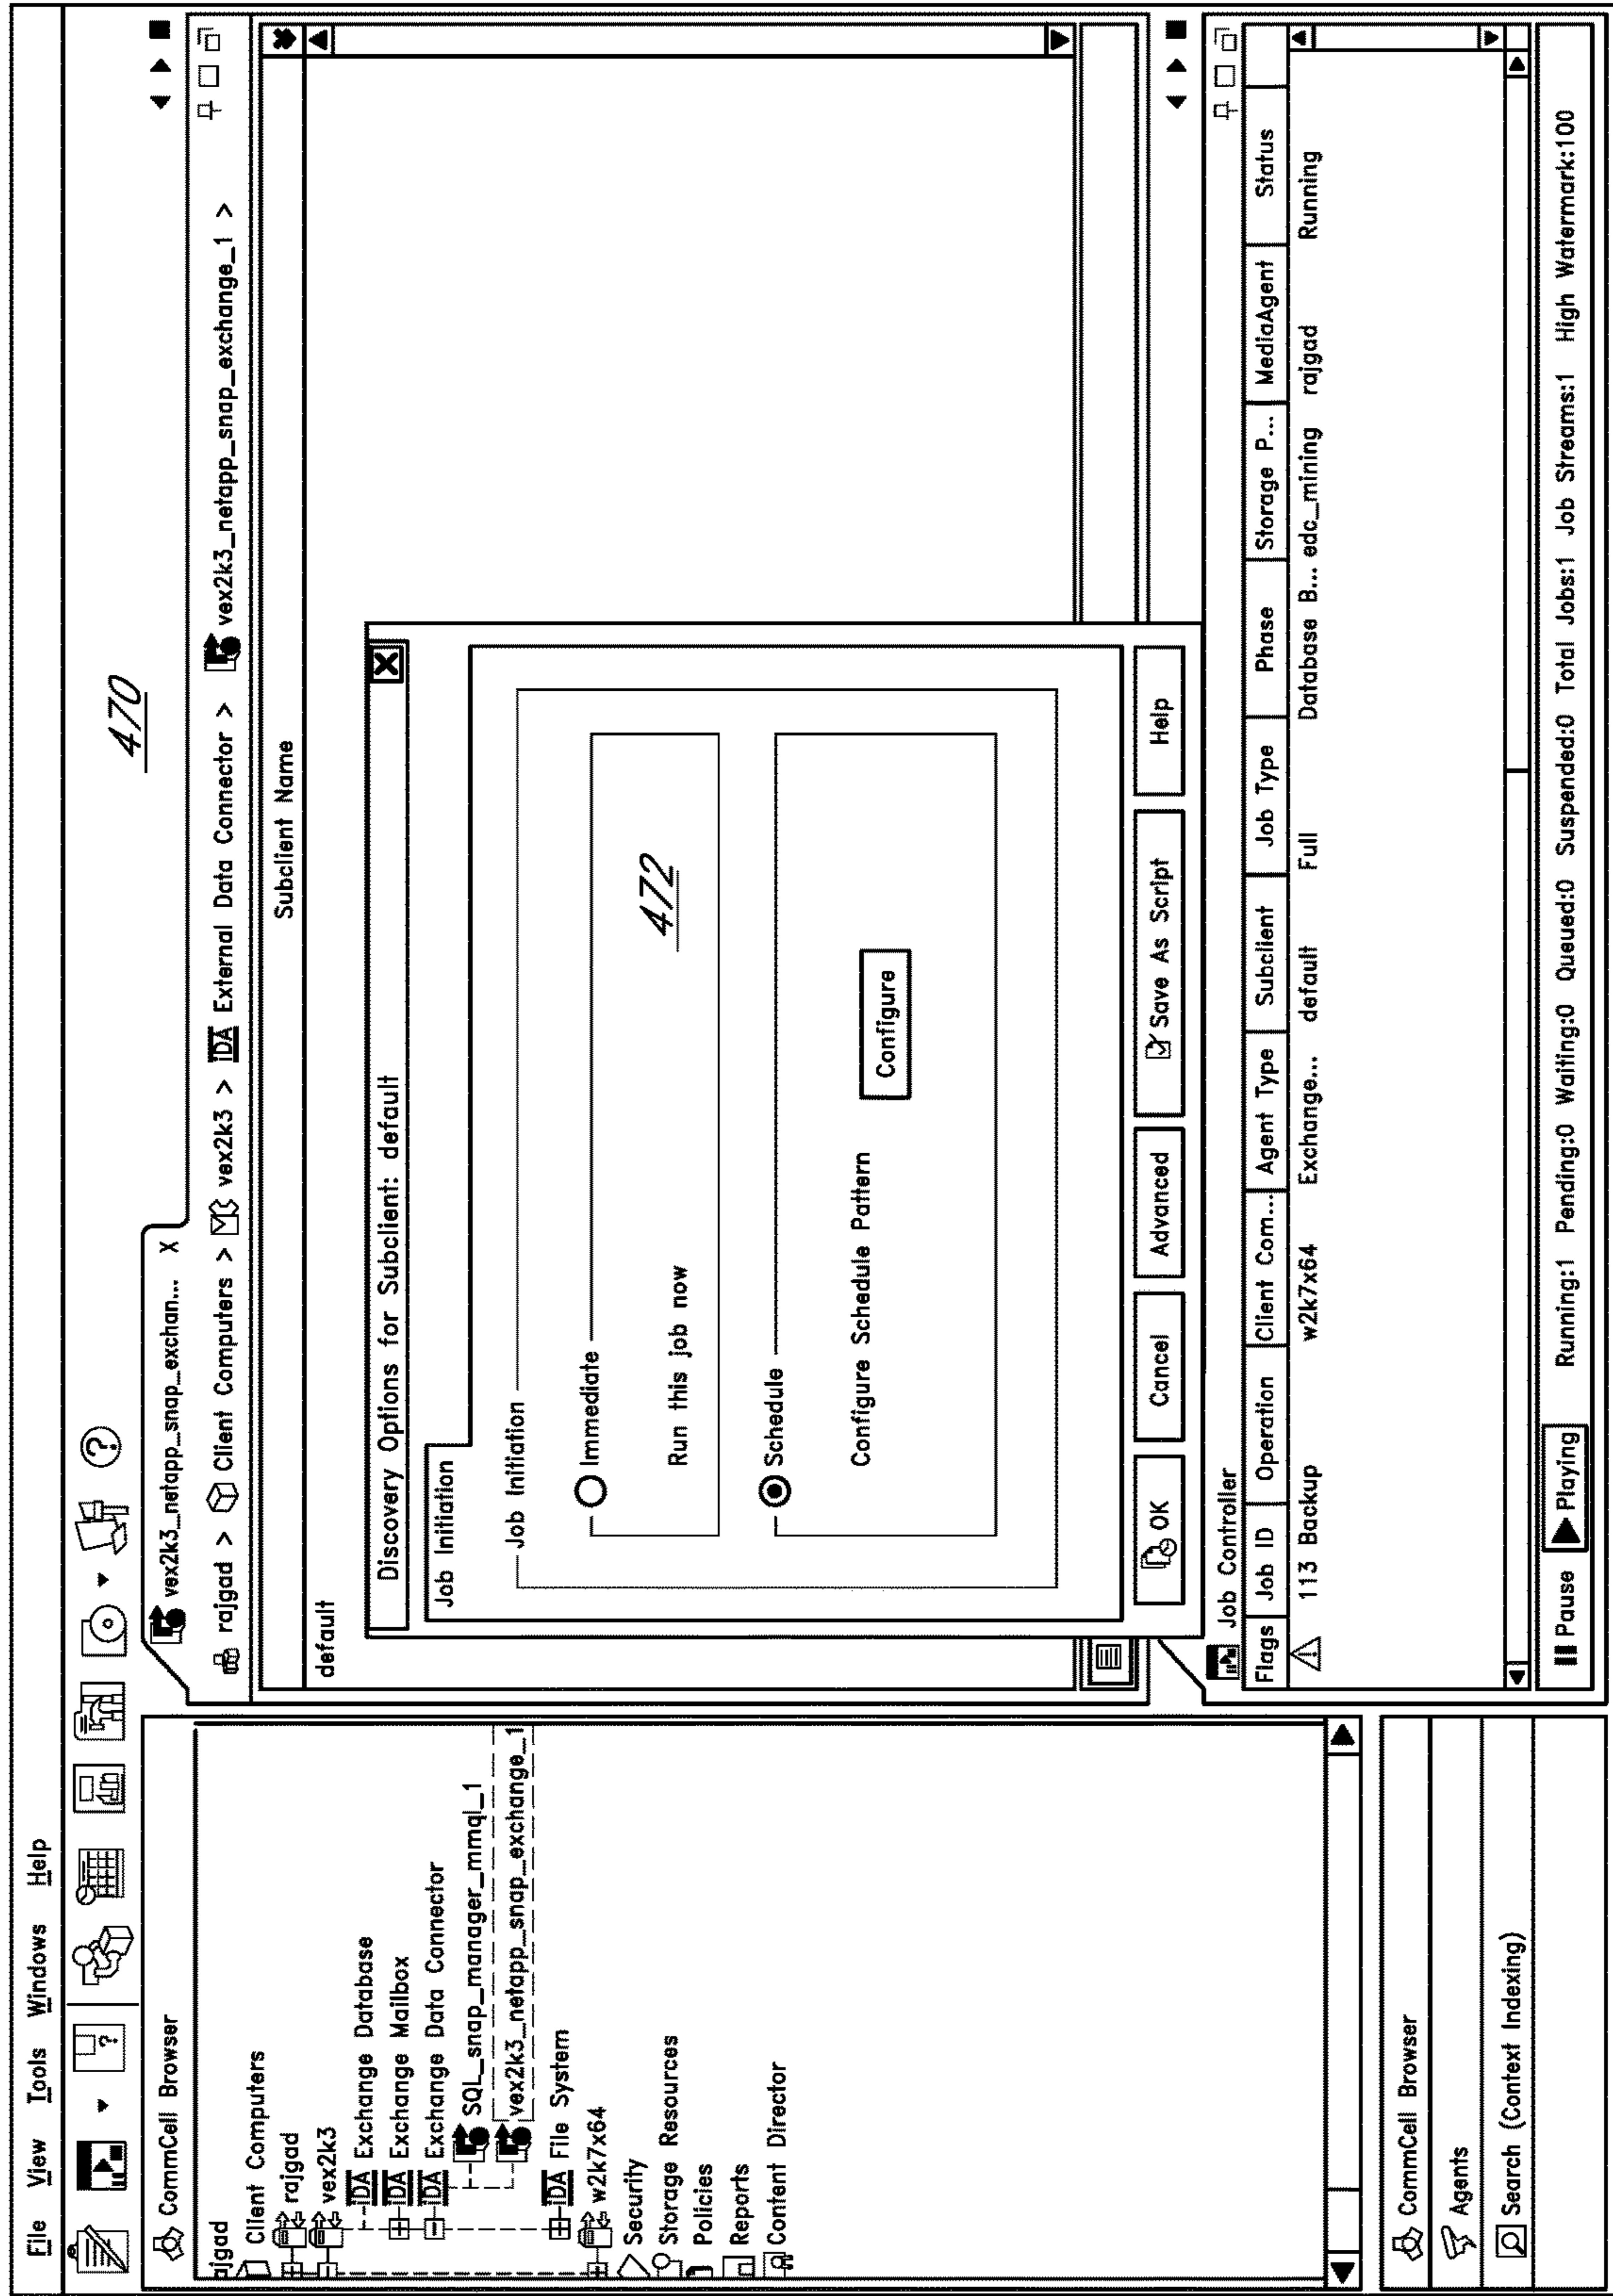 File View Tools Windows Help
470
CommCell Browser
ajgad
Client Computers
rajgad
vex2k3
IDA Exchange Database
IDA Exchange Mailbox
IDA Exchange Data Connector
SQL_snap_manager_mmql_1
vex2k3_netapp_snap_exchange_1
IDA File System
w2k7x64
Security
Storage Resources
Policies
Reports
Content Director
CommCell Browser
Agents
Search (Context Indexing)
vex2k3_netapp_snap_exchan... X
rajgad > Client Computers > vex2k3 > IDA External Data Connector > vex2k3_netapp_snap_exchange_1 >
Subclient Name
default
Discovery Options for Subclient: default X
Job Initiation
Job Initiation
Immediate
Run this job now
472
Schedule
Configure Schedule Pattern Configure
OK Cancel Advanced Save As Script Help
Job Controller
Flags Job ID Operation Client Com... Agent Type Subclient Job Type Phase Storage P... MediaAgent Status
113 Backup w2k7x64 Exchange... default Full Database B... edc_mining rajgad Running
Pause Playing Running:1 Pending:0 Waiting:0 Queued:0 Suspended:0 Total Jobs:1 Job Streams:1 High Watermark:100